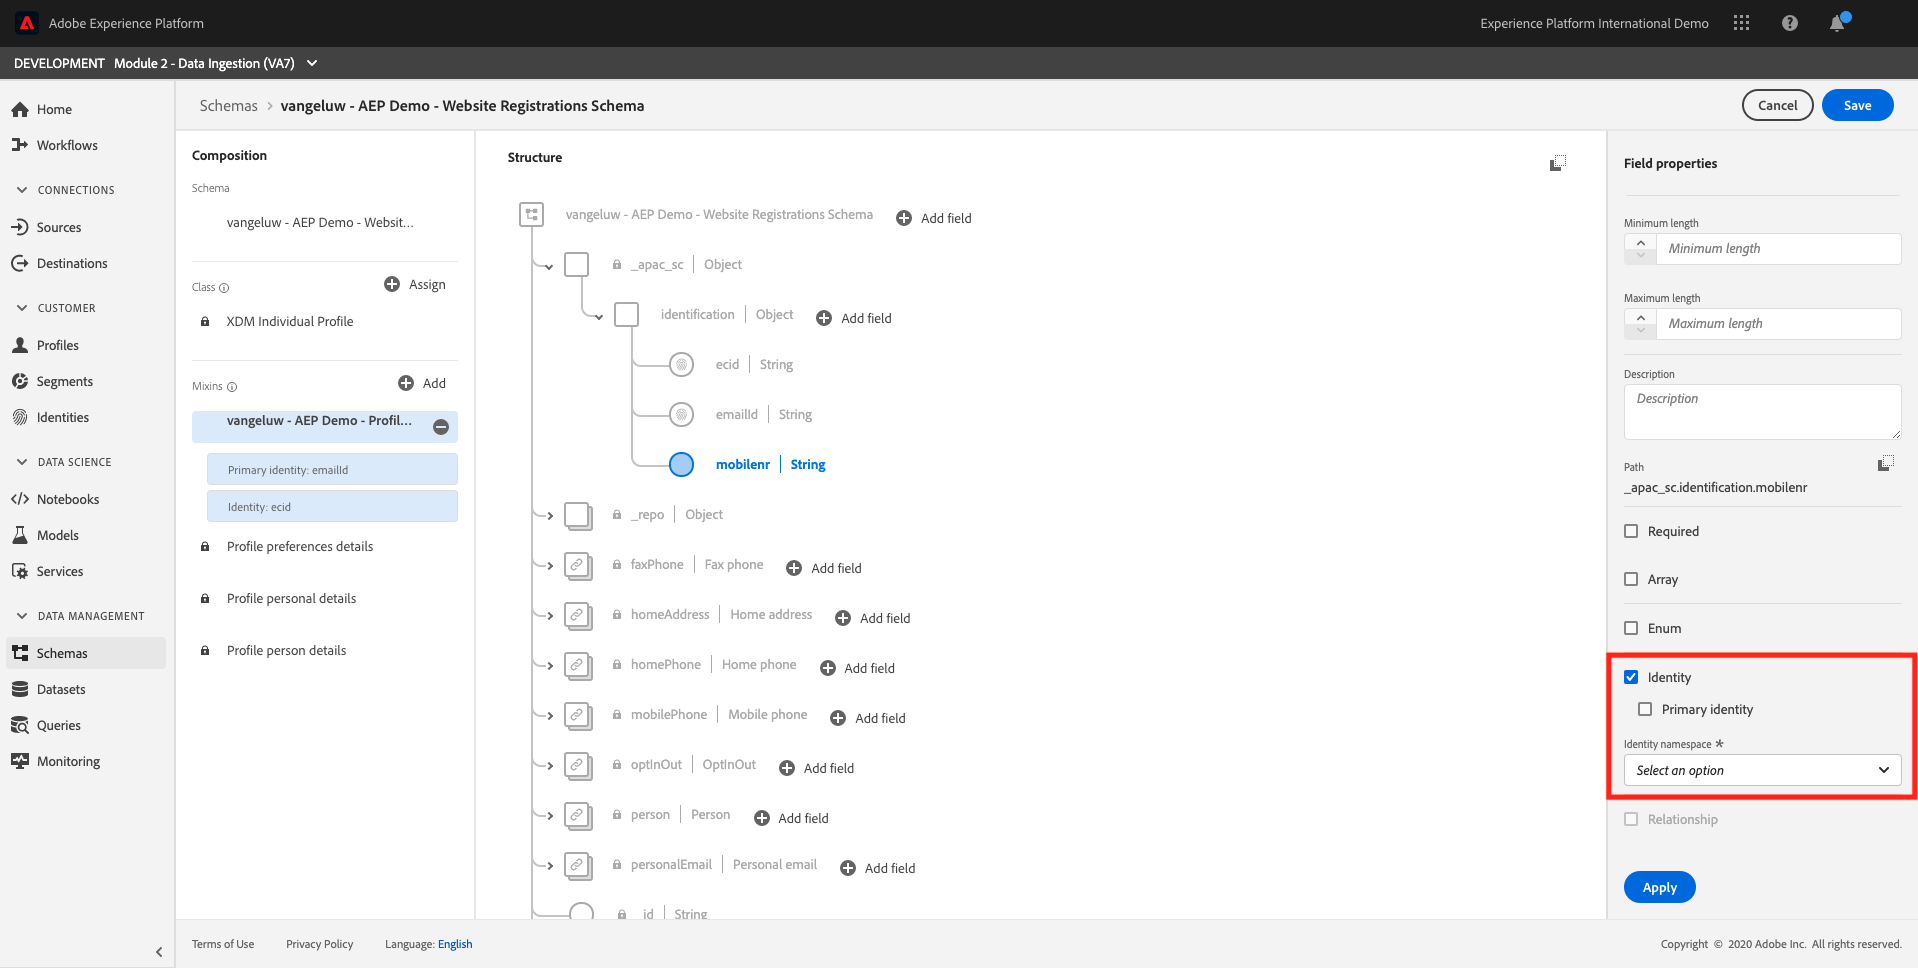 Adobe Experience Platform
Experience Platform International Demo
DEVELOPMENT Module 2 - Data Ingestion (VA7)
Home
Workflows
CONNECTIONS
Sources
Destinations
CUSTOMER
Profiles
Segments
Identities
DATA SCIENCE
Notebooks
Models
Services
DATA MANAGEMENT
Schemas
Datasets
Queries
Monitoring
Schemas > vangeluw - AEP Demo - Website Registrations Schema
Cancel
Save
Composition
Schema
vangeluw - AEP Demo - Websit...
Class
Assign
XDM Individual Profile
Mixins
Add
vangeluw - AEP Demo - Profil...
Primary identity: emailId
Identity: ecid
Profile preferences details
Profile personal details
Profile person details
Structure
vangeluw - AEP Demo - Website Registrations Schema Add field
_apac_sc | Object
identification | Object Add field
ecid | String
emailId | String
mobilenr | String
_repo | Object
faxPhone | Fax phone Add field
homeAddress | Home address Add field
homePhone | Home phone Add field
mobilePhone | Mobile phone Add field
optInOut | OptInOut Add field
person | Person Add field
personalEmail | Personal email Add field
_id | String
Field properties
Minimum length
Minimum length
Maximum length
Maximum length
Description
Description
Path
_apac_sc.identification.mobilenr
Required
Array
Enum
Identity
Primary identity
Identity namespace *
Select an option
Relationship
Apply
Terms of Use Privacy Policy Language: English
Copyright © 2020 Adobe Inc. All rights reserved.